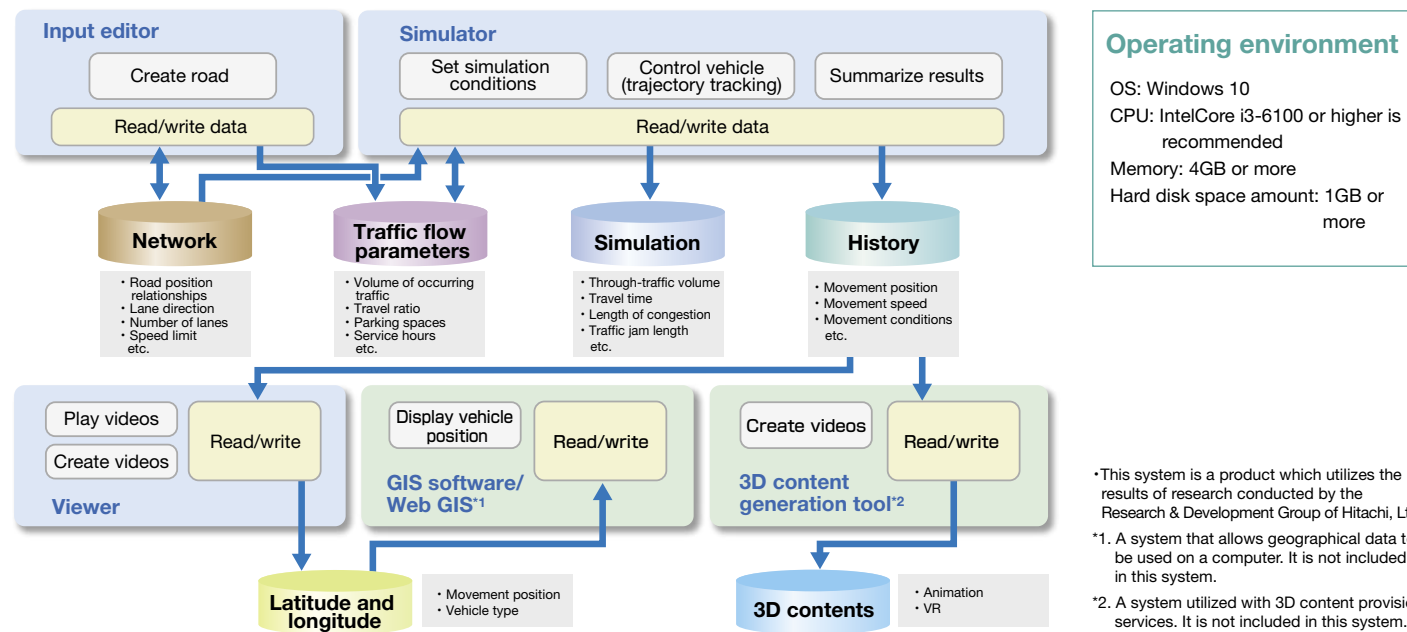 Input editor
Create road
Read/write data
Simulator
Set simulation
conditions
Control vehicle
(trajectory tracking)
Summarize results
Read/write data
Network
・Road position
relationships
・Lane direction
・Number of lanes
・Speed limit
etc.
Traffic flow
parameters
・Volume of occurring
traffic
・Travel ratio
・Parking spaces
・Service hours
etc.
Simulation
・Through-traffic volume
・Travel time
・Length of congestion
・Traffic jam length
etc.
History
・Movement position
・Movement speed
・Movement conditions
etc.
Play videos
Create videos
Read/write
Viewer
Display vehicle
position
Read/write
GIS software/
Web GIS*1
Create videos
Read/write
3D content
generation tool*2
Latitude and
longitude
・Movement position
・Vehicle type
3D contents
・Animation
・VR
Operating environment
OS: Windows 10
CPU: IntelCore i3-6100 or higher is
recommended
Memory: 4GB or more
Hard disk space amount: 1GB or
more
・This system is a product which utilizes the
results of research conducted by the
Research & Development Group of Hitachi,
*1. A system that allows geographical data
be used on a computer. It is not included
in this system.
*2. A system utilized with 3D content
services. It is not included in this system.